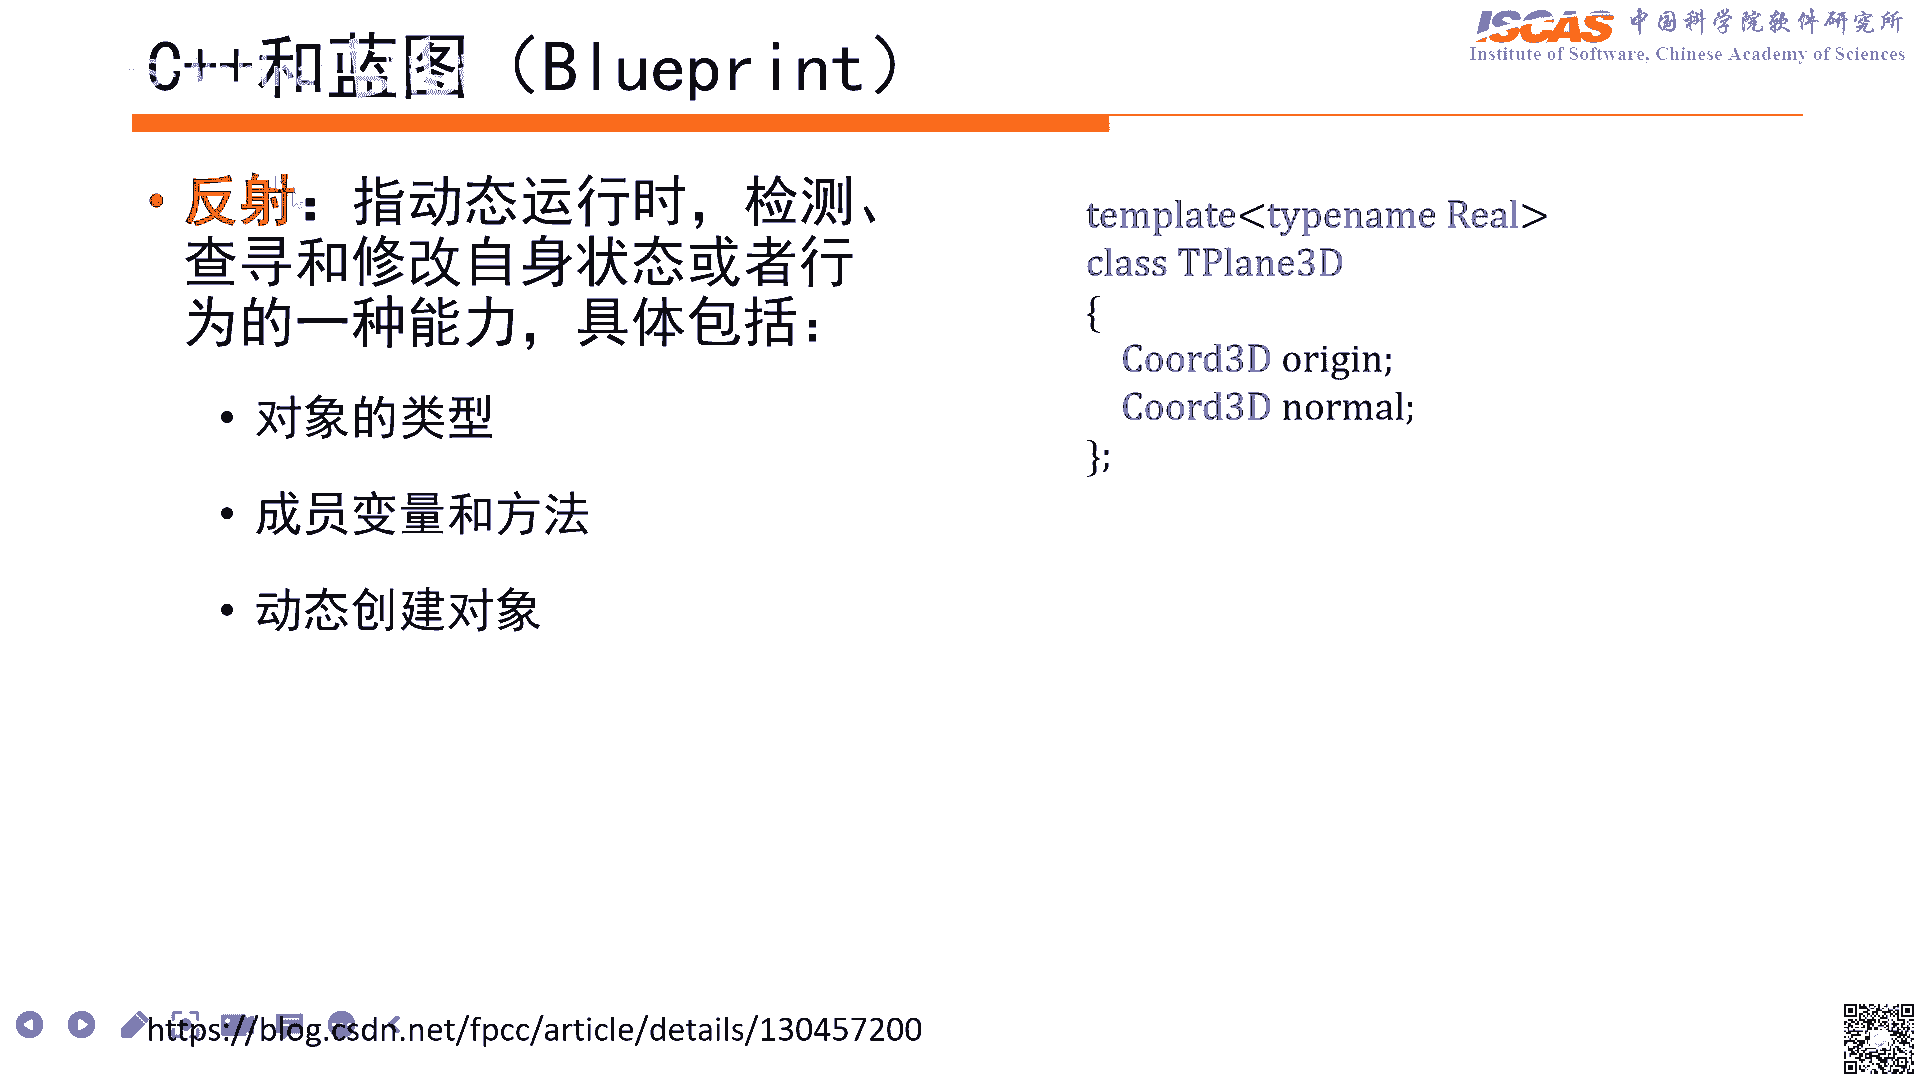 ISCAS 中国科学院软件研究所
Institute of Software, Chinese Academy of Sciences
C++和蓝图（Blueprint）
• 反射：指动态运行时，检测、
查寻和修改自身状态或者行
为的一种能力，具体包括：
• 对象的类型
• 成员变量和方法
• 动态创建对象
template<typename Real>
class TPlane3D
{
Coord3D origin;
Coord3D normal;
};
https://blog.csdn.net/fpcc/article/details/130457200